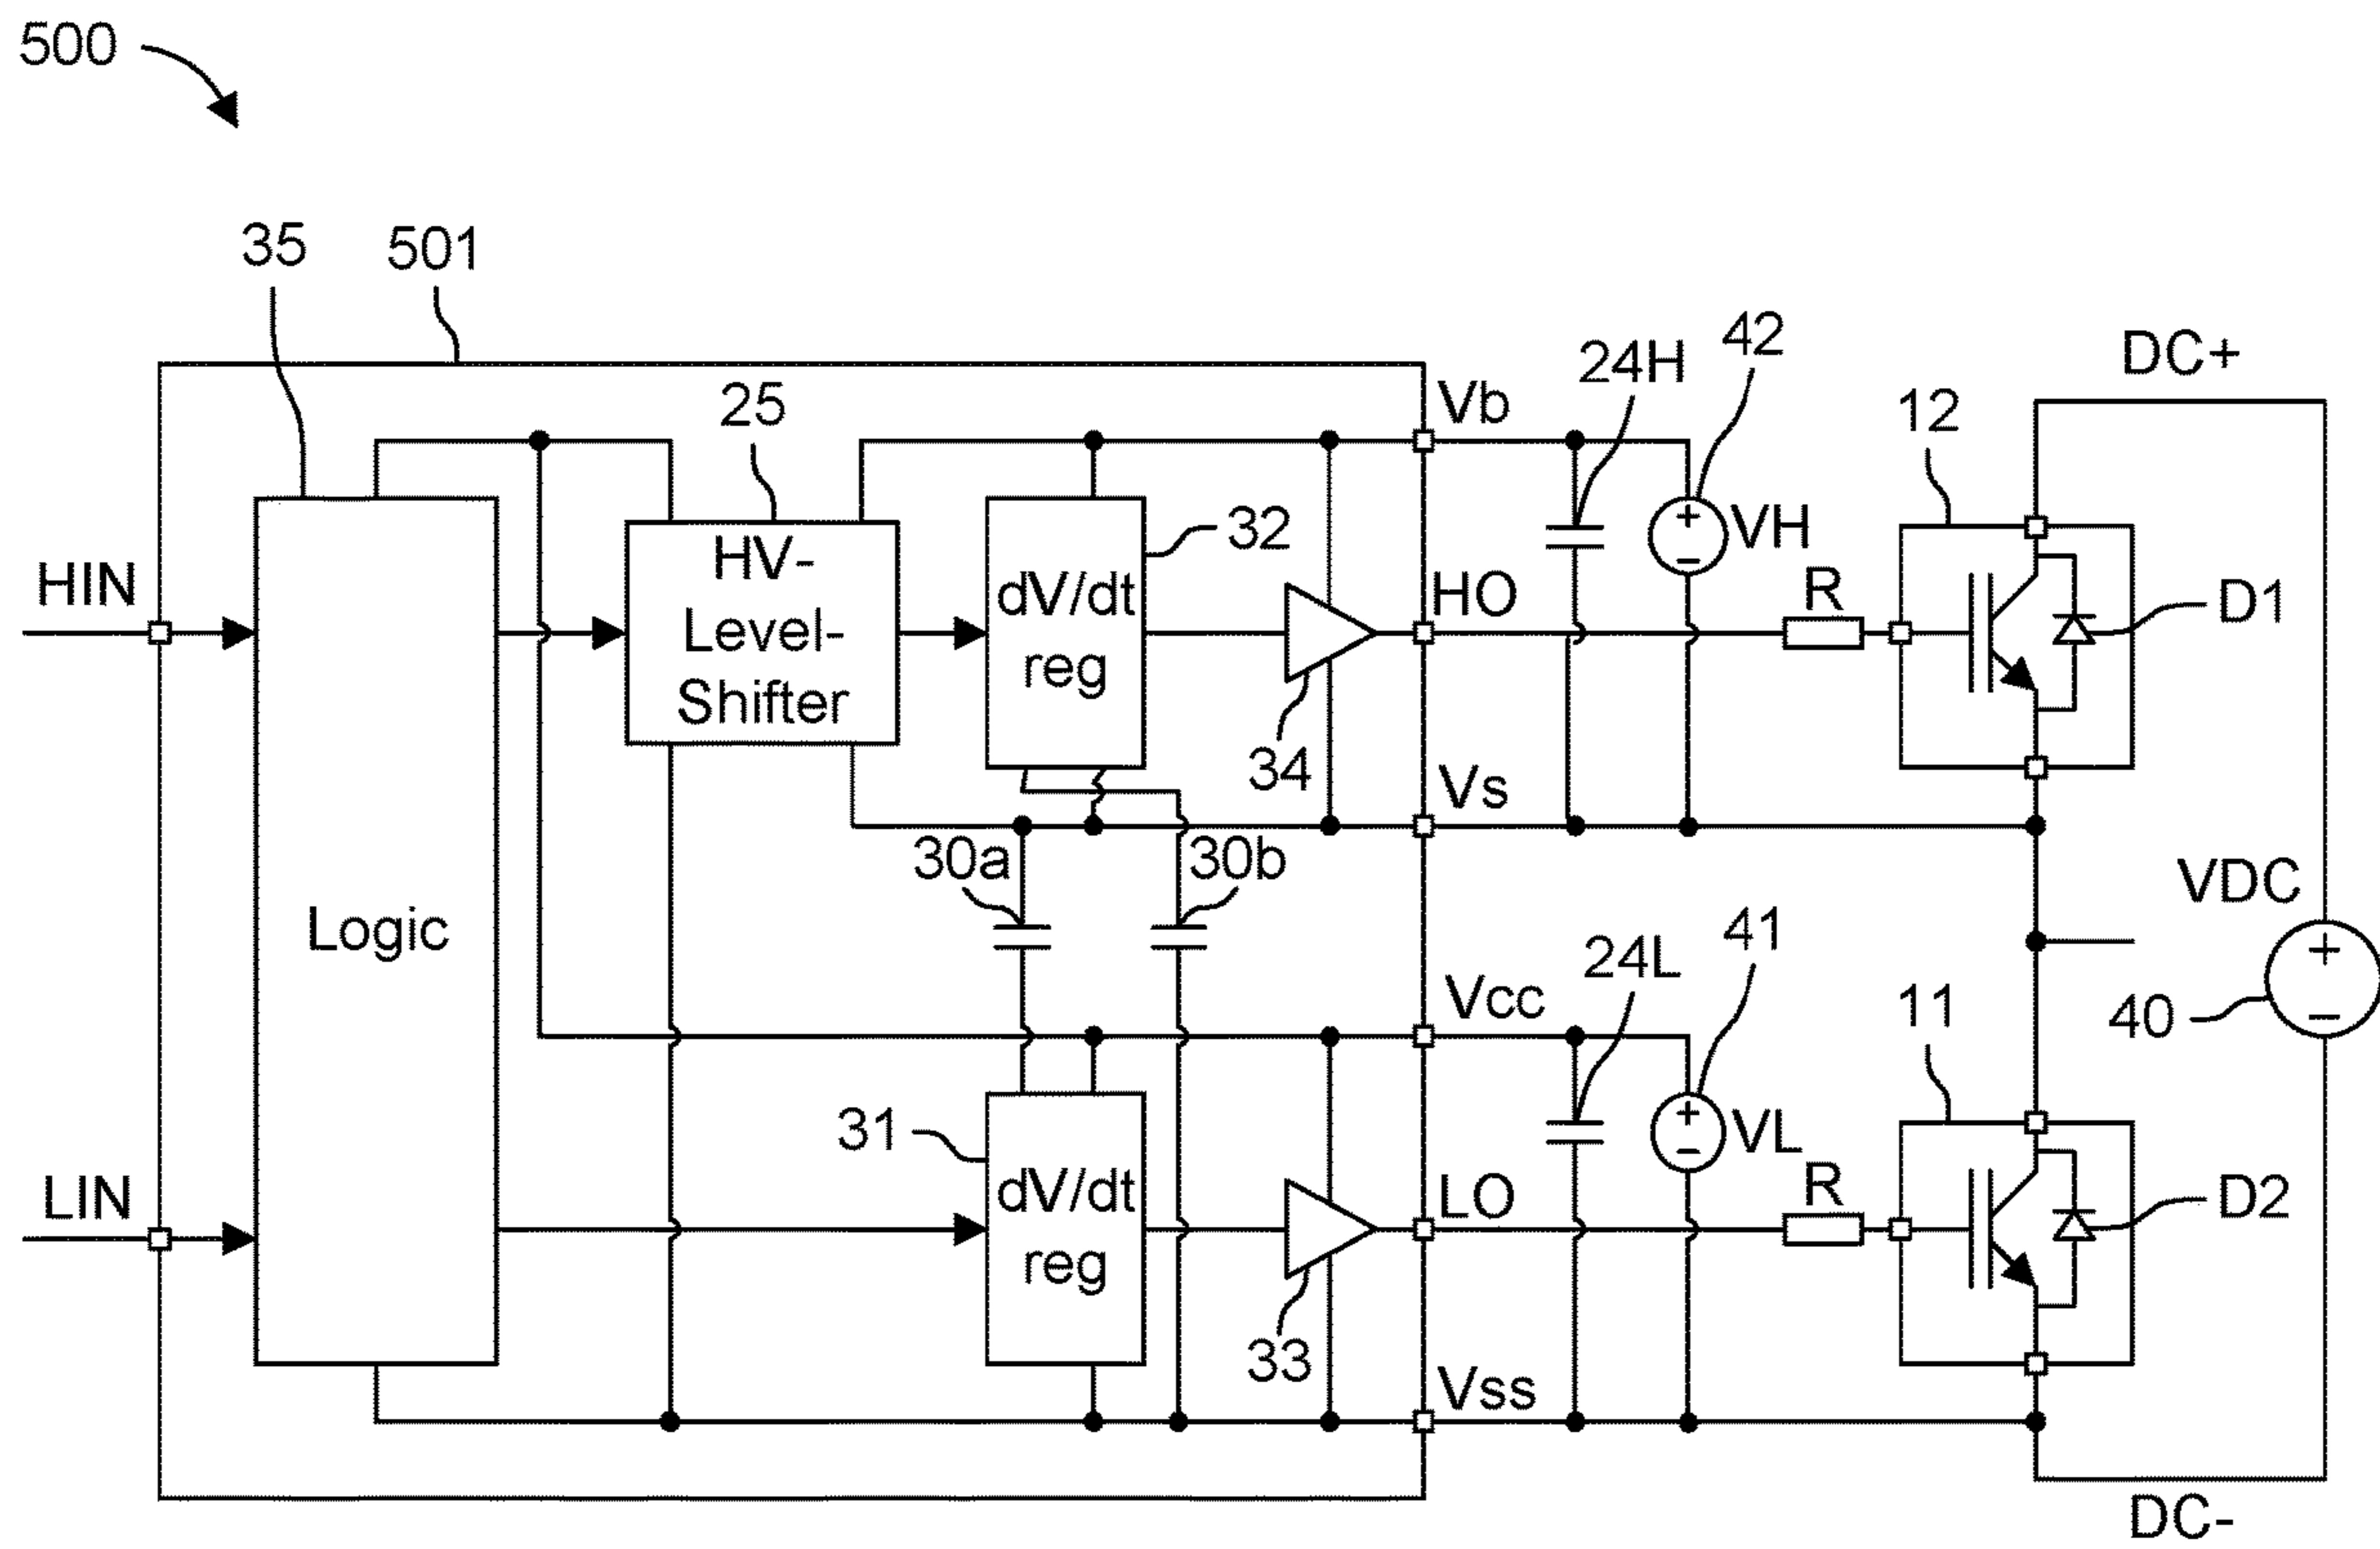 500
35
501
25
Vb
24H
42
DC+
12
HV-
Level-
Shifter
32
dV/dt
reg
HIN
HO
VH
R
D1
34
Vs
30a
30b
VDC
Logic
Vcc
24L
41
11
40
31
dV/dt
reg
LIN
LO
VL
R
D2
33
Vss
DC-